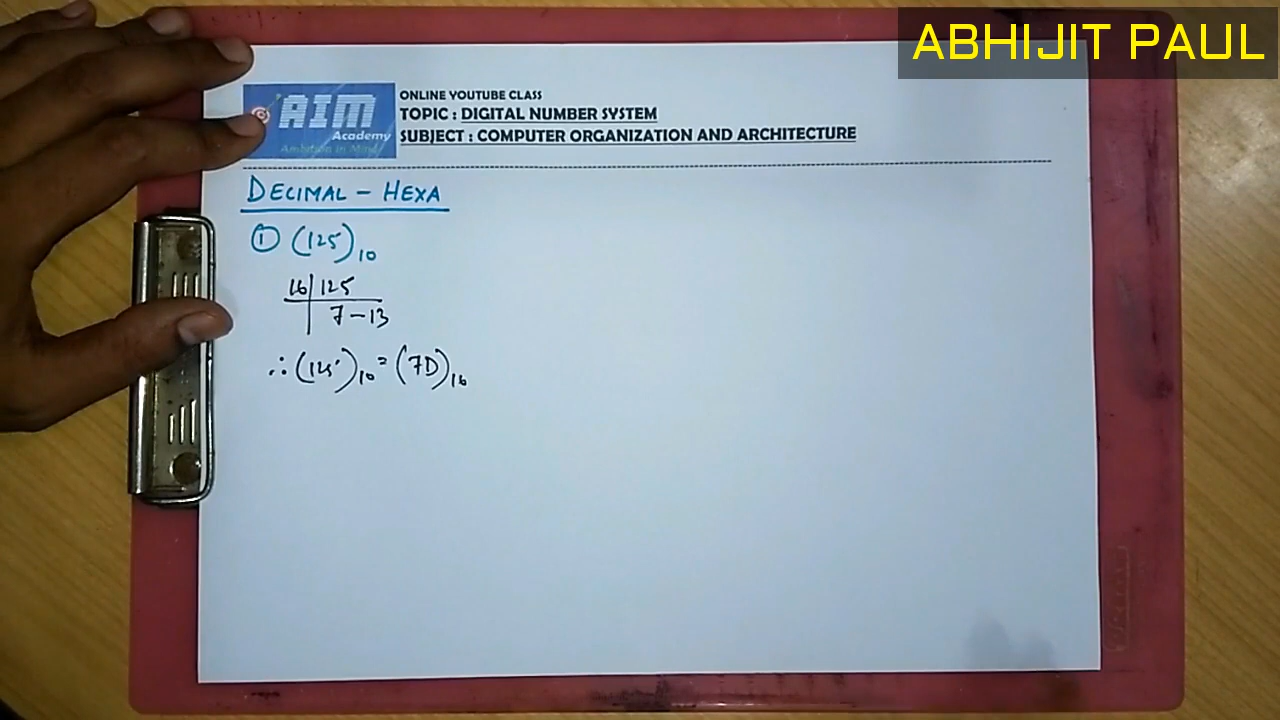 ABHIJIT PAUL
AIM
Academy
Ambition in Mind
ONLINE YOUTUBE CLASS
TOPIC : DIGITAL NUMBER SYSTEM
SUBJECT : COMPUTER ORGANIZATION AND ARCHITECTURE
DECIMAL - HEXA
① (125)₁₀
16 | 125
7 - 13
∴ (125)₁₀ = (7D)₁₆